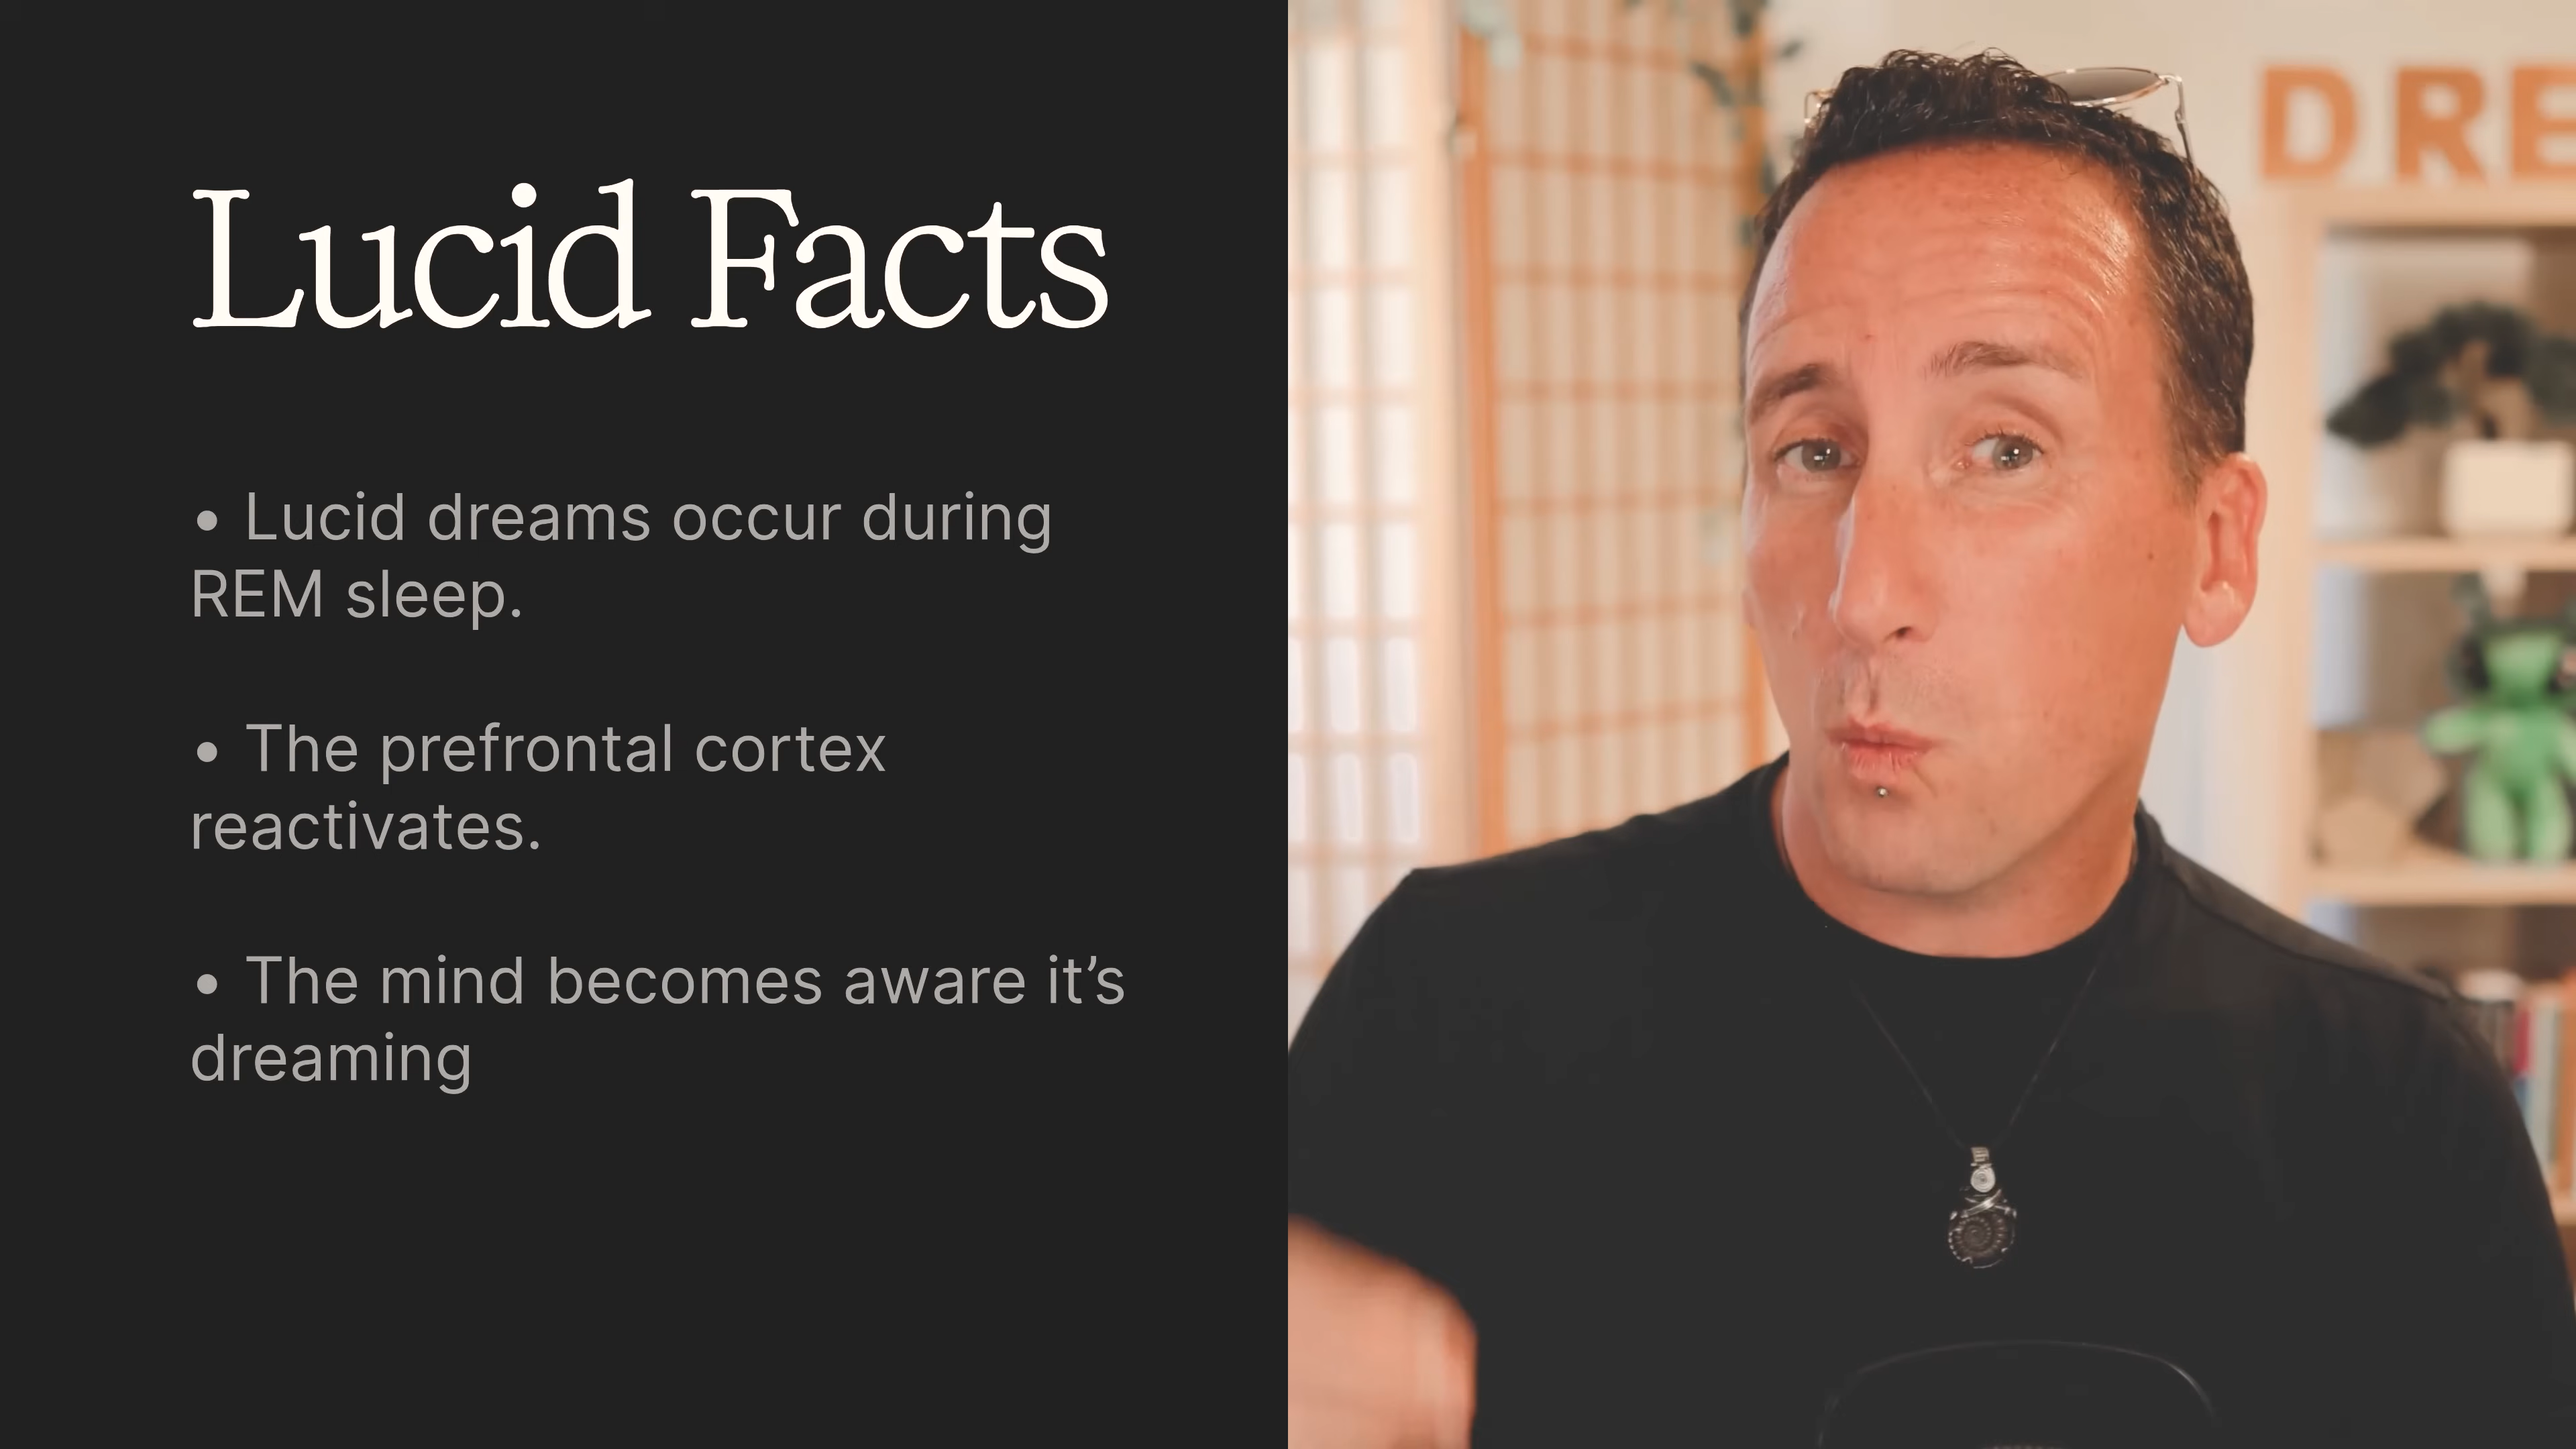 Lucid Facts
• Lucid dreams occur during
REM sleep.
• The prefrontal cortex
reactivates.
• The mind becomes aware it’s
dreaming
DRE